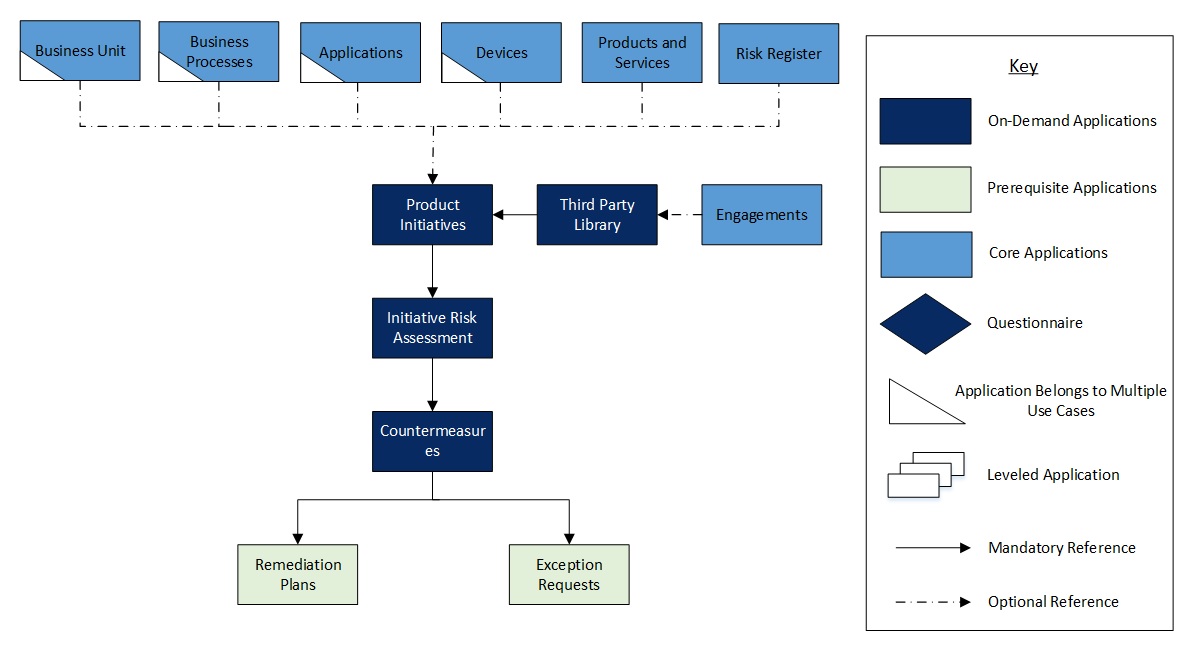 Business Unit
Business
Processes
Applications
Devices
Products and
Services
Risk Register
Product
Initiatives
Third Party
Library
Engagements
Initiative Risk
Assessment
Countermeasur
es
Remediation
Plans
Exception
Requests
Key
On-Demand Applications
Prerequisite Applications
Core Applications
Questionnaire
Application Belongs to Multiple
Use Cases
Leveled Application
Mandatory Reference
Optional Reference